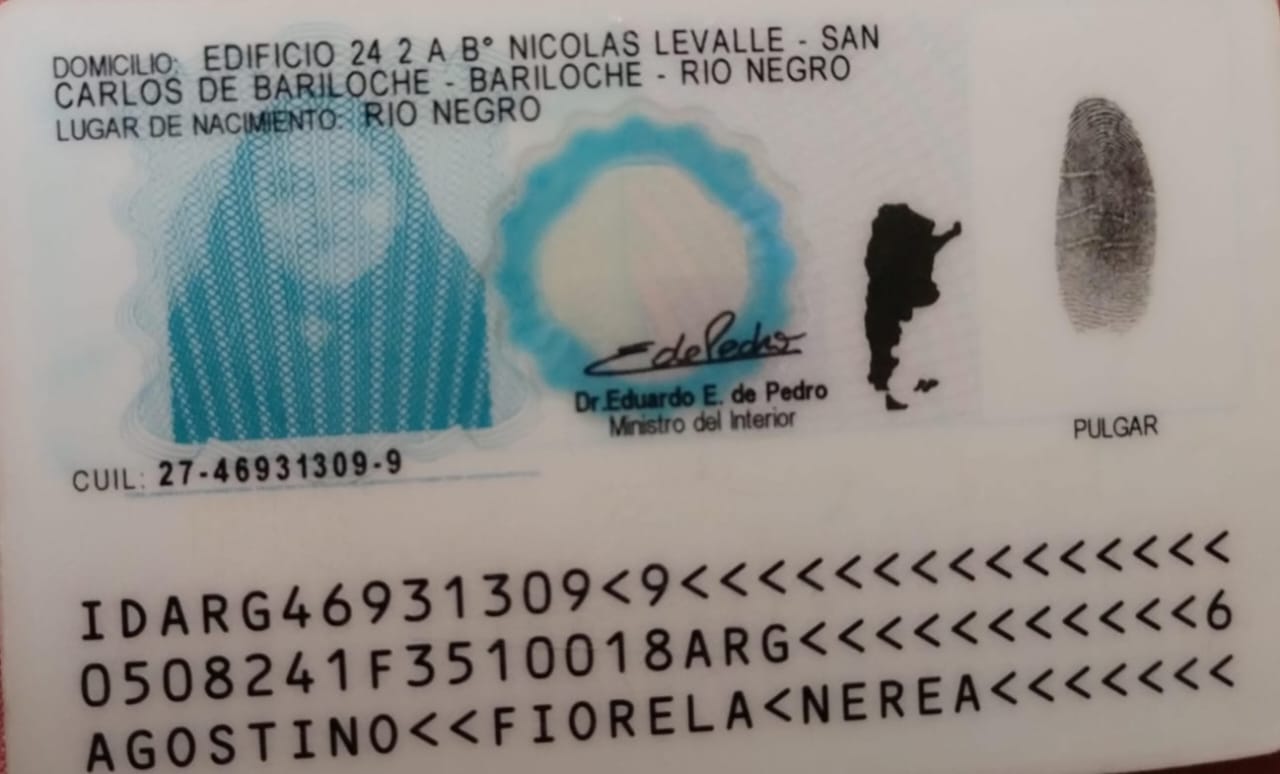 DOMICILIO: EDIFICIO 24 2 A B° NICOLAS LEVALLE - SAN
CARLOS DE BARILOCHE - BARILOCHE - RIO NEGRO
LUGAR DE NACIMIENTO: RIO NEGRO
EdePedro
Dr.Eduardo E. de Pedro
Ministro del Interior
PULGAR
CUIL: 27-46931309-9
IDARG46931309<9<<<<<<<<<<<<<<<
0508241F3510018ARG<<<<<<<<<<<6
AGOSTINO<<FIORELA<NEREA<<<<<<<